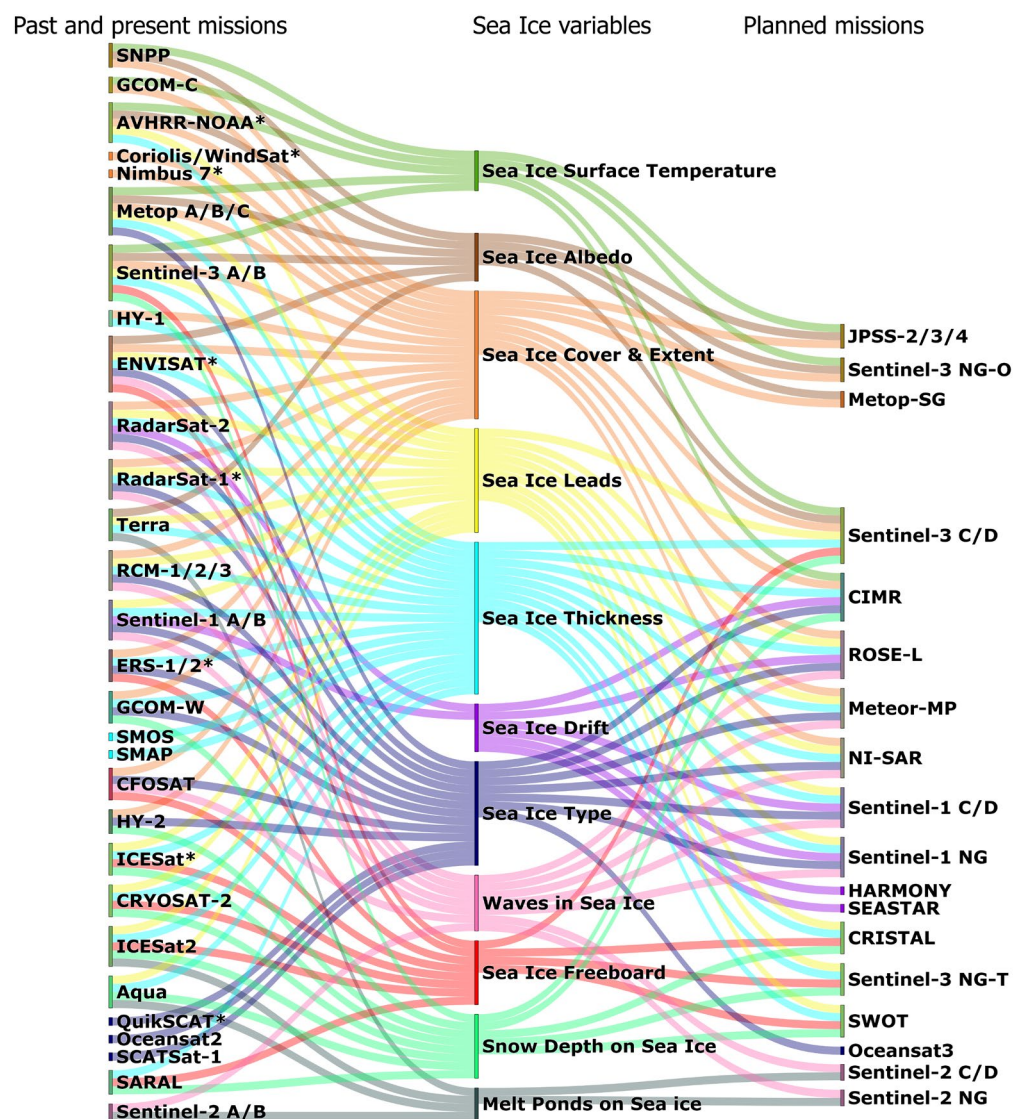 Past and present missions
Sea Ice variables
Planned missions
SNPP
GCOM-C
AVHRR-NOAA*
Coriolis/WindSat*
Nimbus 7*
Metop A/B/C
Sentinel-3 A/B
HY-1
ENVISAT*
RadarSat-2
RadarSat-1*
Terra
RCM-1/2/3
Sentinel-1 A/B
ERS-1/2*
GCOM-W
SMOS
SMAP
CFOSAT
HY-2
ICESat*
CRYOSAT-2
ICESat2
Aqua
QuikSCAT*
Oceansat2
SCATSat-1
SARAL
Sentinel-2 A/B
Sea Ice Surface Temperature
Sea Ice Albedo
Sea Ice Cover & Extent
Sea Ice Leads
Sea Ice Thickness
Sea Ice Drift
Sea Ice Type
Waves in Sea Ice
Sea Ice Freeboard
Snow Depth on Sea Ice
Melt Ponds on Sea ice
JPSS-2/3/4
Sentinel-3 NG-O
Metop-SG
Sentinel-3 C/D
CIMR
ROSE-L
Meteor-MP
NI-SAR
Sentinel-1 C/D
Sentinel-1 NG
HARMONY
SEASTAR
CRISTAL
Sentinel-3 NG-T
SWOT
Oceansat3
Sentinel-2 C/D
Sentinel-2 NG